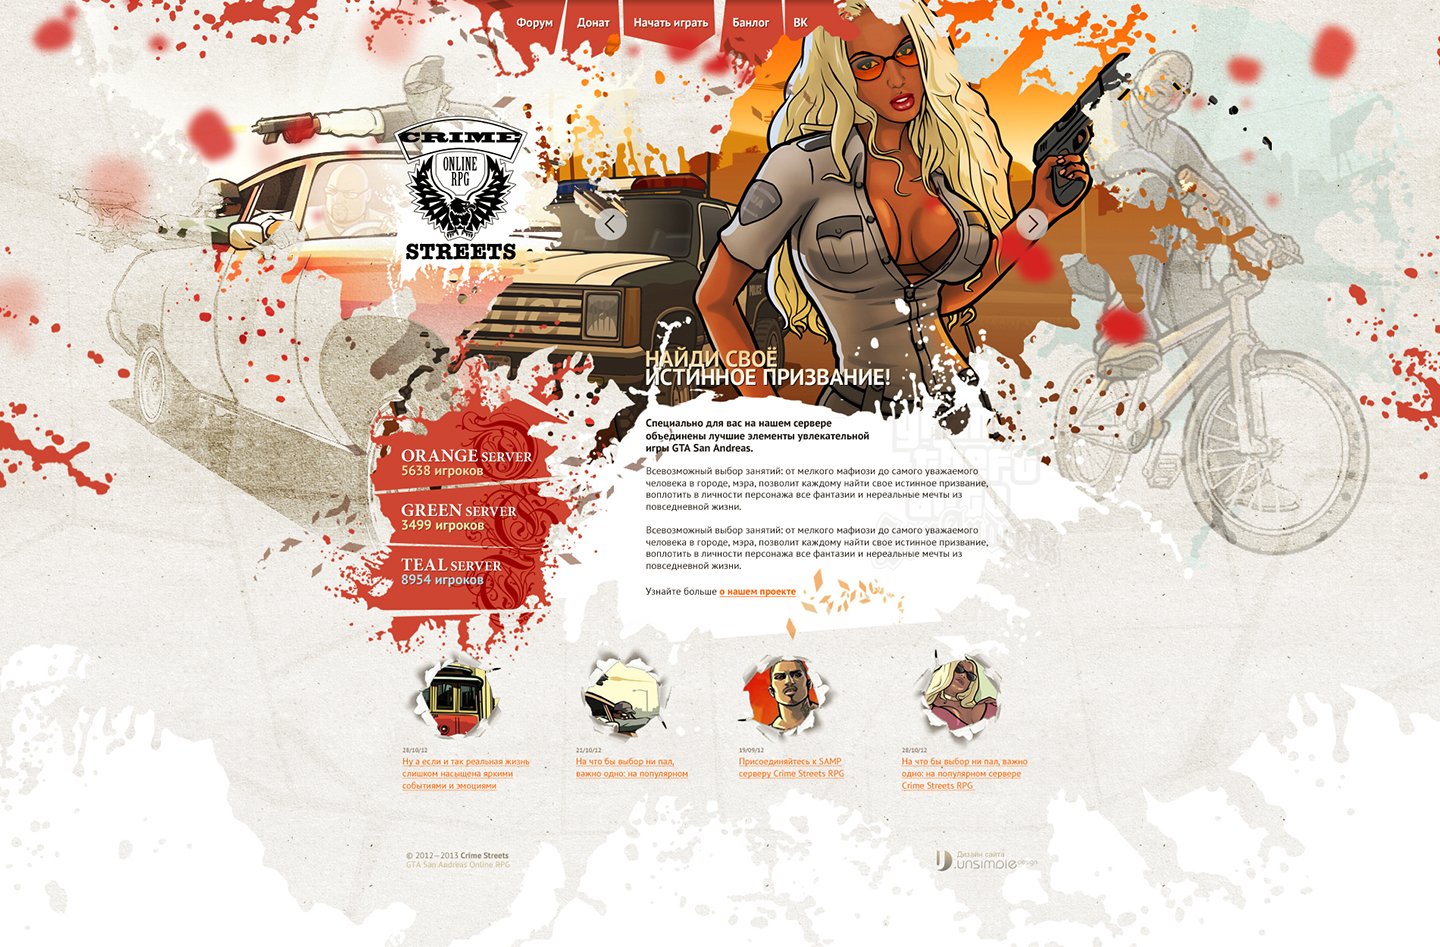 Форум
Донат
Начать играть
Банлог
ВК
CRIME
ONLINE
RPG
STREETS
POLICE
НАЙДИ СВОЁ
ИСТИННОЕ ПРИЗВАНИЕ!
Специально для вас на нашем сервере
объединены лучшие элементы увлекательной
игры GTA San Andreas.
Всевозможный выбор занятий: от мелкого мафиози до самого уважаемого
человека в городе, мэра, позволит каждому найти свое истинное призвание,
воплотить в личности персонажа все фантазии и нереальные мечты из
повседневной жизни.
Всевозможный выбор занятий: от мелкого мафиози до самого уважаемого
человека в городе, мэра, позволит каждому найти свое истинное призвание,
воплотить в личности персонажа все фантазии и нереальные мечты из
повседневной жизни.
Узнайте больше о нашем проекте
ORANGE SERVER
5638 игроков
GREEN SERVER
3499 игроков
TEAL SERVER
8954 игроков
28/10/12
Ну а если и так реальная жизнь
слишком насыщена яркими
событиями и эмоциями
21/10/12
На что бы выбор ни пал,
важно одно: на популярном
19/09/12
Присоединяйтесь к SAMP
серверу Crime Streets RPG
28/10/12
На что бы выбор ни пал, важно
одно: на популярном сервере
Crime Streets RPG
© 2012—2013 Crime Streets
GTA San Andreas Online RPG
Дизайн сайта
.unsimple design